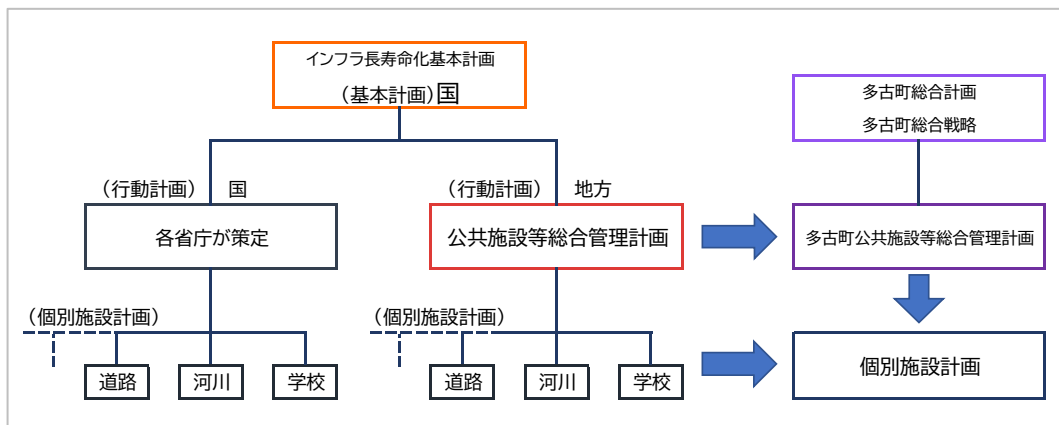 インフラ長寿命化基本計画
(基本計画)国
多古町総合計画
多古町総合戦略
(行動計画) 国
(行動計画) 地方
各省庁が策定
公共施設等総合管理計画
多古町公共施設等総合管理計画
(個別施設計画)
(個別施設計画)
道路
河川
学校
道路
河川
学校
個別施設計画